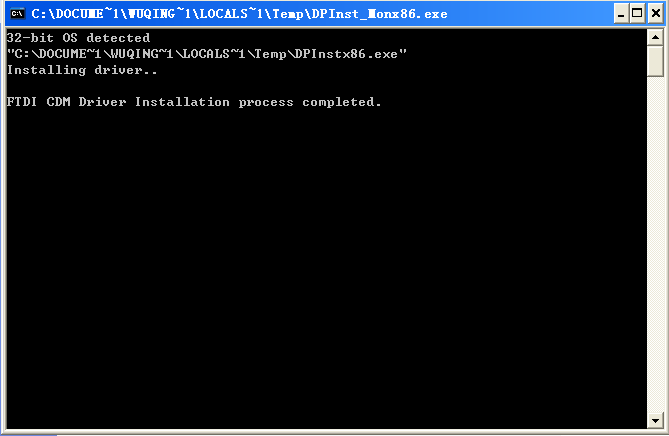 C:\DOCUME~1\WUQING~1\LOCALS~1\Temp\DPInst_Monx86.exe
32-bit OS detected
"C:\DOCUME~1\WUQING~1\LOCALS~1\Temp\DPInstx86.exe"
Installing driver..
FTDI CDM Driver Installation process completed.